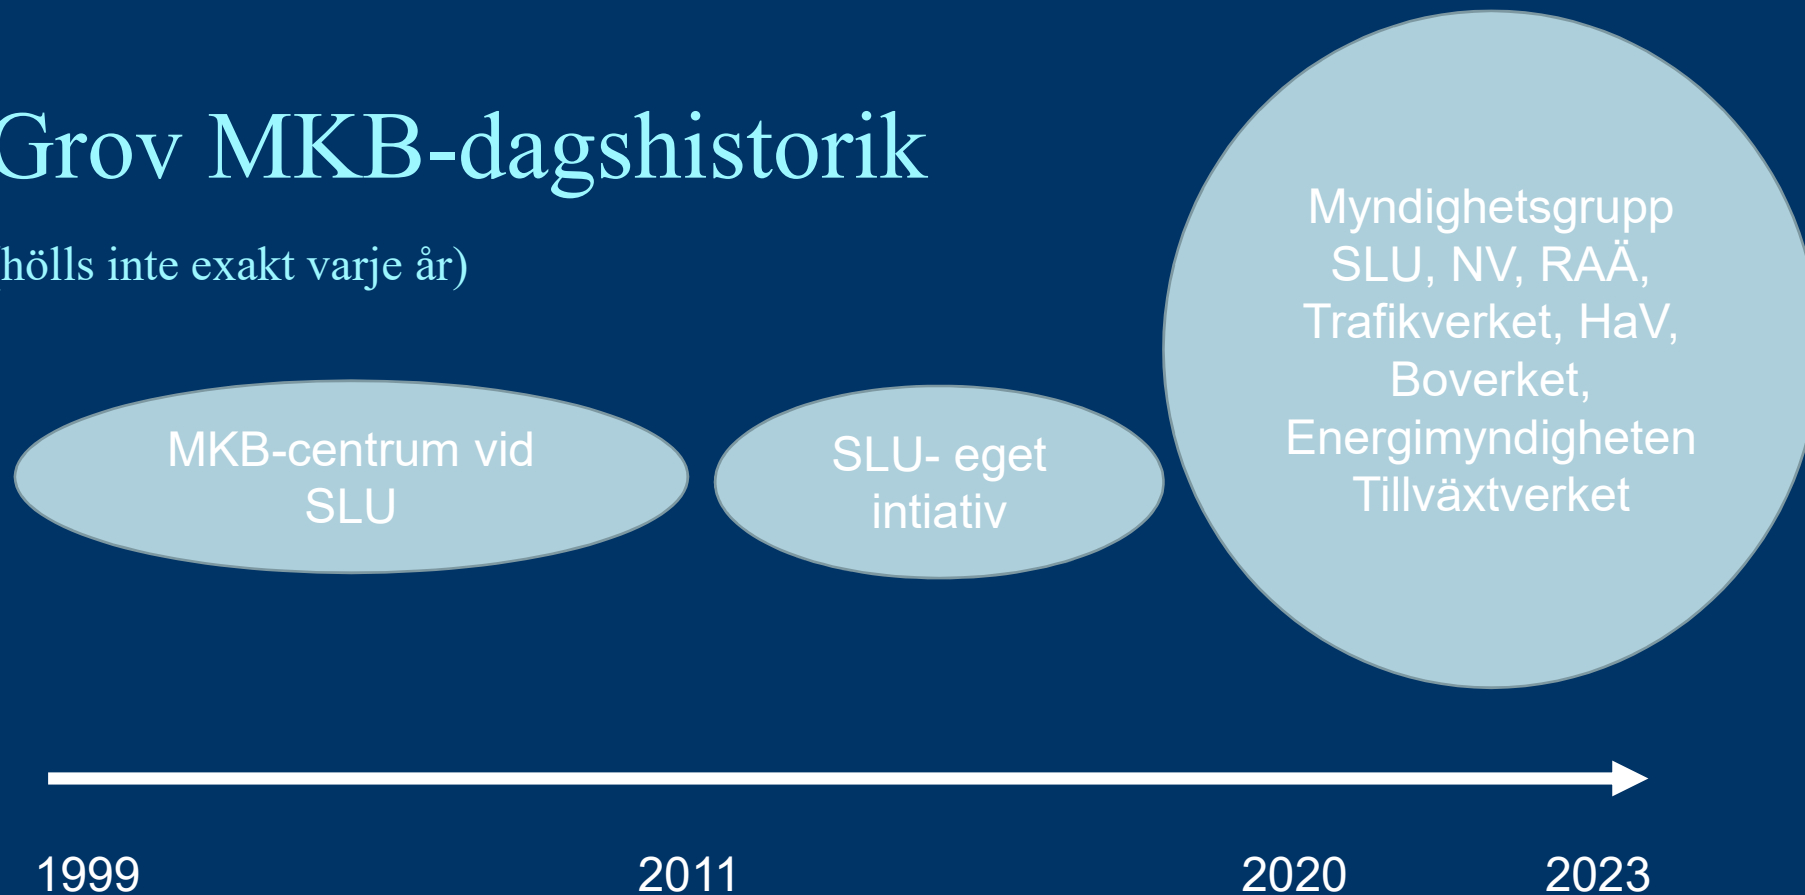 Grov MKB-dagshistorik
(hölls inte exakt varje år)
MKB-centrum vid
SLU
SLU- eget
intiativ
Myndighetsgrupp
SLU, NV, RAÄ,
Trafikverket, HaV,
Boverket,
Energimyndigheten
Tillväxtverket
1999
2011
2020
2023